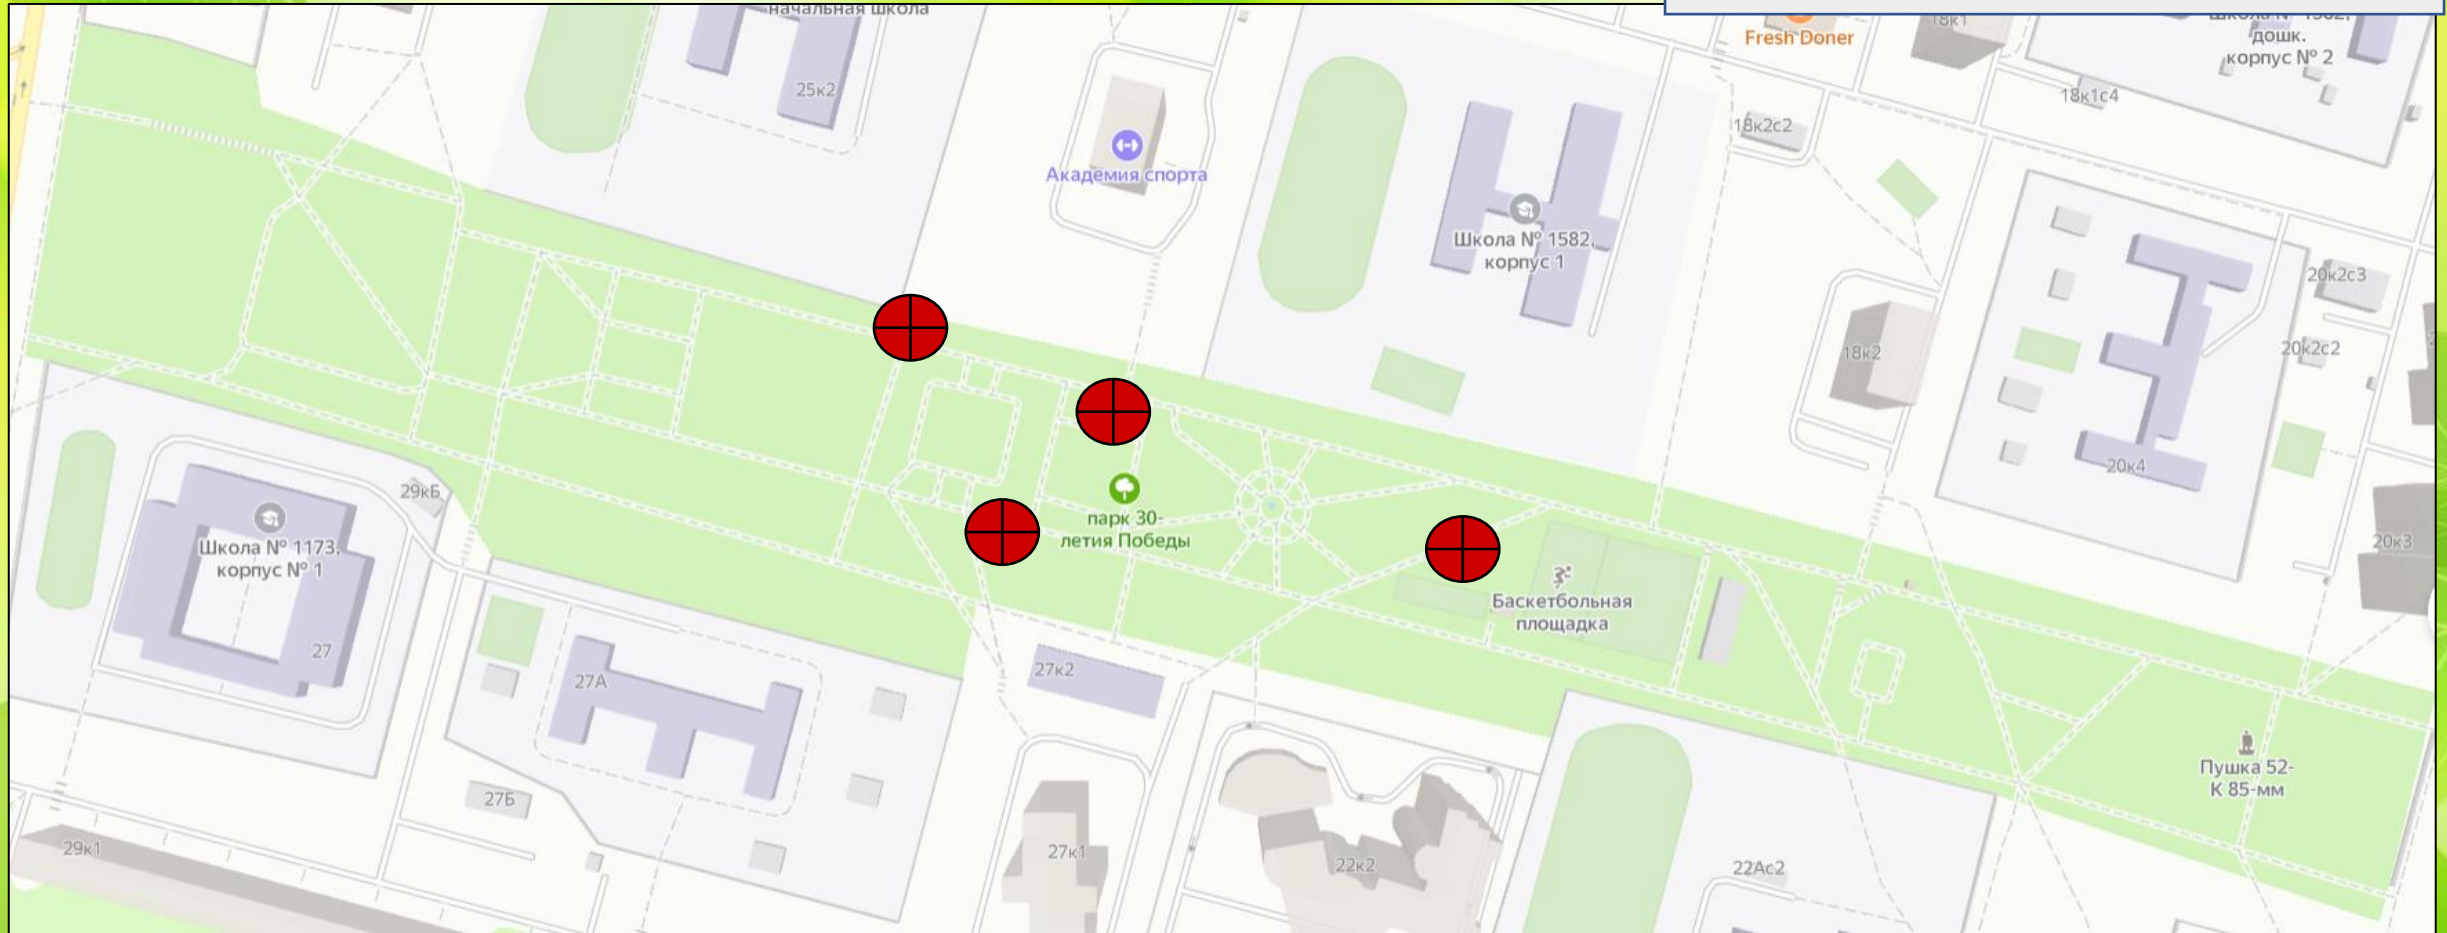 начальная школа
25к2
Академия спорта
Fresh Doner
18к1
дошк.
корпус № 2
18к1с4
18к2с2
Школа № 1582,
корпус 1
20к2с3
20к2с2
18к2
20к4
20к3
29кБ
Школа № 1173,
корпус № 1
27
парк 30-
летия Победы
Баскетбольная
площадка
27А
27к2
27Б
29к1
27к1
22к2
22Ас2
Пушка 52-
К 85-мм